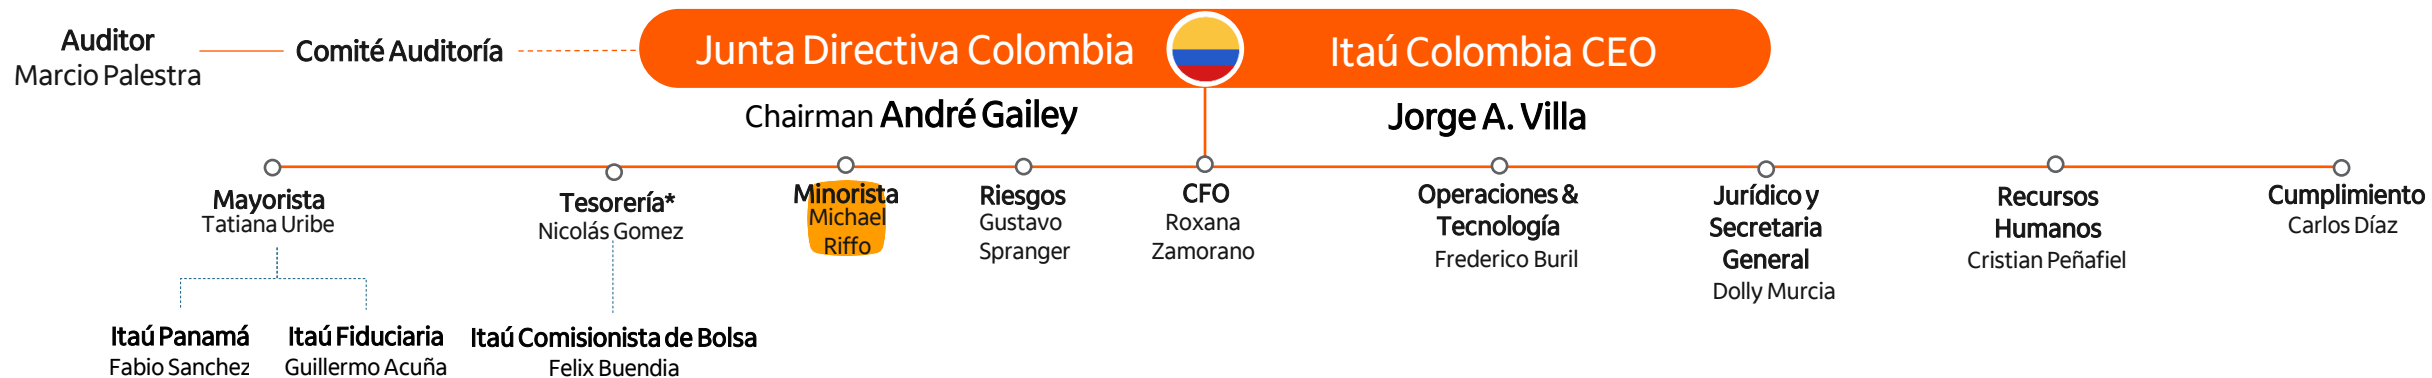 Auditor
Marcio Palestra
Comité Auditoría
Junta Directiva Colombia
Itaú Colombia CEO
Chairman André Gailey
Jorge A. Villa
Mayorista
Tatiana Uribe
Tesorería*
Nicolás Gomez
Minorista
Michael
Riffo
Riesgos
Gustavo
Spranger
CFO
Roxana
Zamorano
Operaciones &
Tecnología
Frederico Buril
Jurídico y
Secretaria
General
Dolly Murcia
Recursos
Humanos
Cristian Peñafiel
Cumplimiento
Carlos Díaz
Itaú Panamá
Fabio Sanchez
Itaú Fiduciaria
Guillermo Acuña
Itaú Comisionista de Bolsa
Felix Buendia